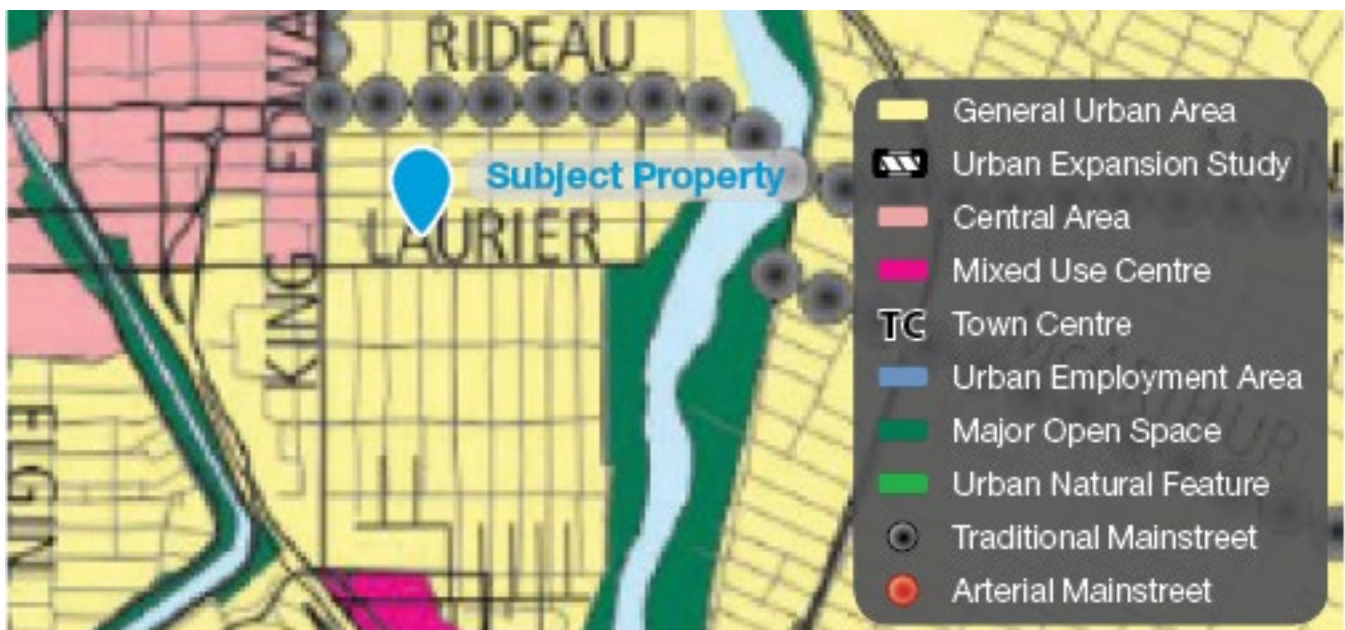 RIDEAU
KING EDWA
Subject Property
LAURIER
ELGIN
General Urban Area
Urban Expansion Study
Central Area
Mixed Use Centre
TC Town Centre
Urban Employment Area
Major Open Space
Urban Natural Feature
Traditional Mainstreet
Arterial Mainstreet